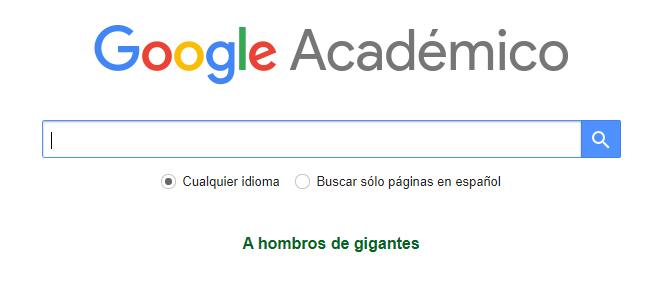 Google Académico
Cualquier idioma Buscar sólo páginas en español
A hombros de gigantes